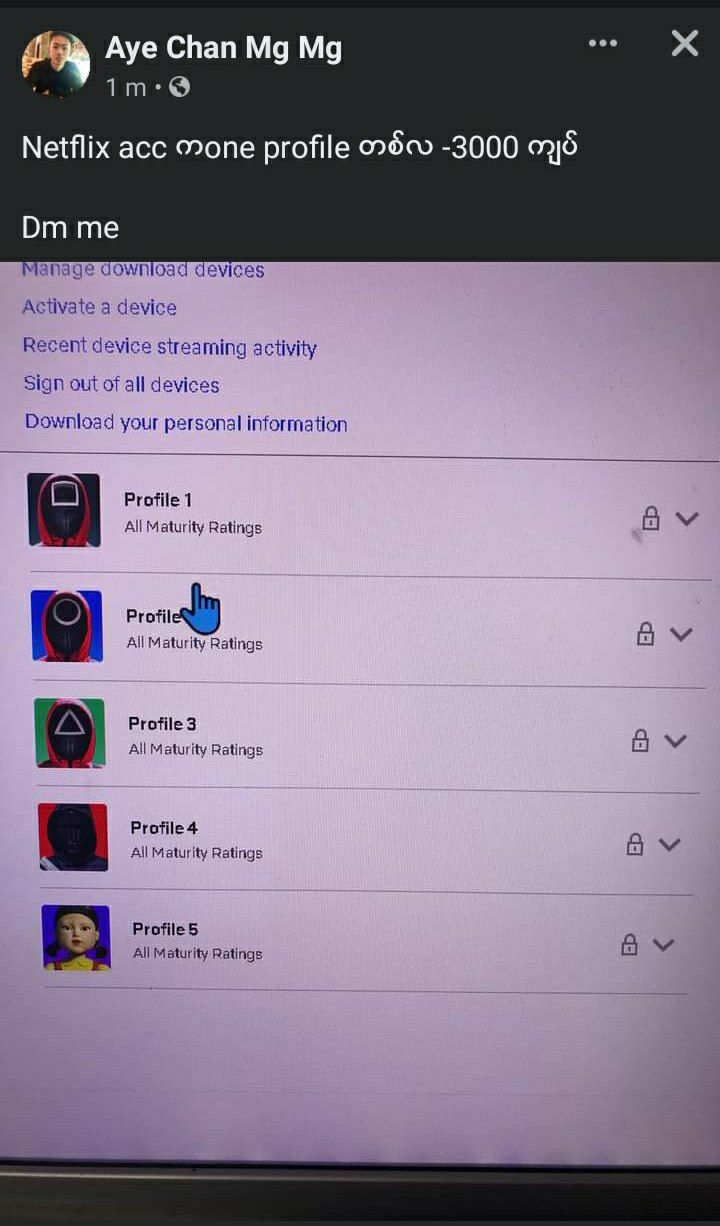 Aye Chan Mg Mg
1 m
Netflix acc ကone profile တစ်လ -3000 ကျပ်
Dm me
Manage download devices
Activate a device
Recent device streaming activity
Sign out of all devices
Download your personal information
Profile 1
All Maturity Ratings
Profile
All Maturity Ratings
Profile 3
All Maturity Ratings
Profile 4
All Maturity Ratings
Profile 5
All Maturity Ratings